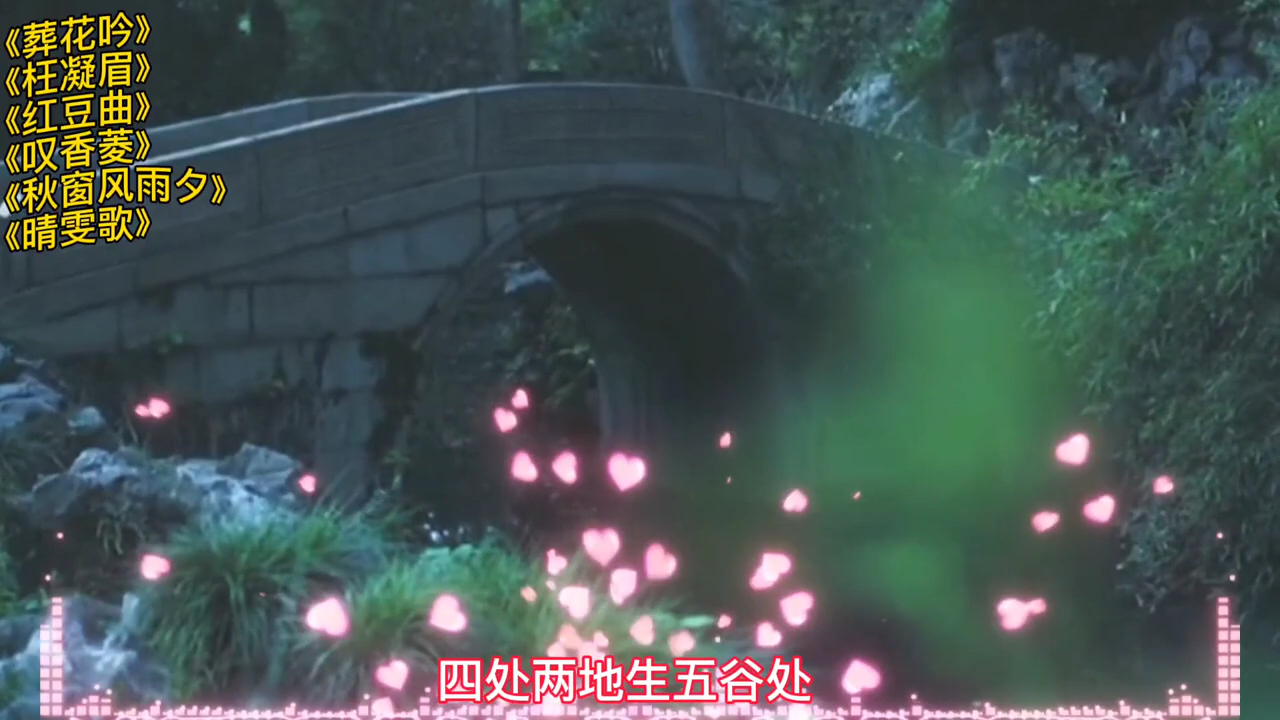 《葬花吟》
《枉凝眉》
《红豆曲》
《叹香菱》
《秋窗风雨夕》
《晴雯歌》
四处两地生五谷处